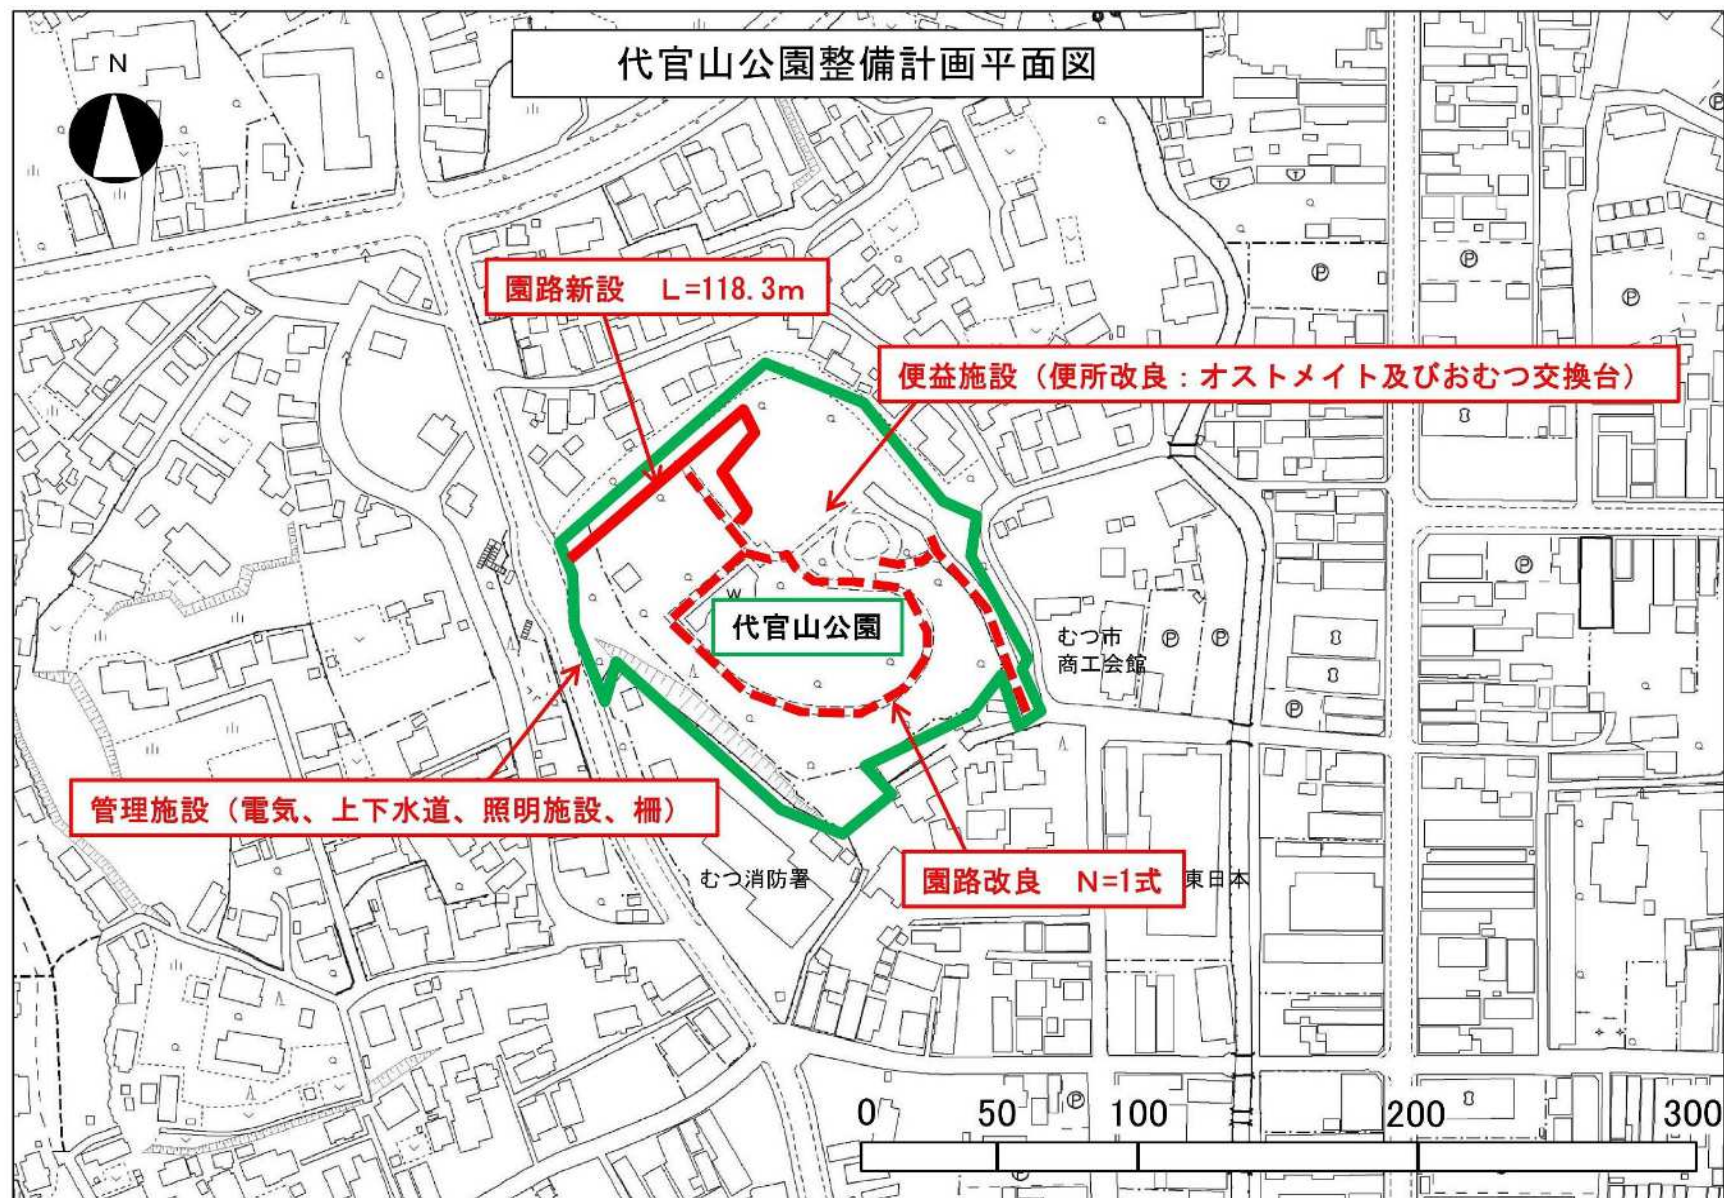 代官山公園整備計画平面図
N
園路新設 L=118.3m
便益施設（便所改良：オストメイト及びおむつ交換台）
W
代官山公園
むつ市
商工会館
管理施設（電気、上下水道、照明施設、柵）
むつ消防署
園路改良 N=1式
東日本
0 50 100 200 300